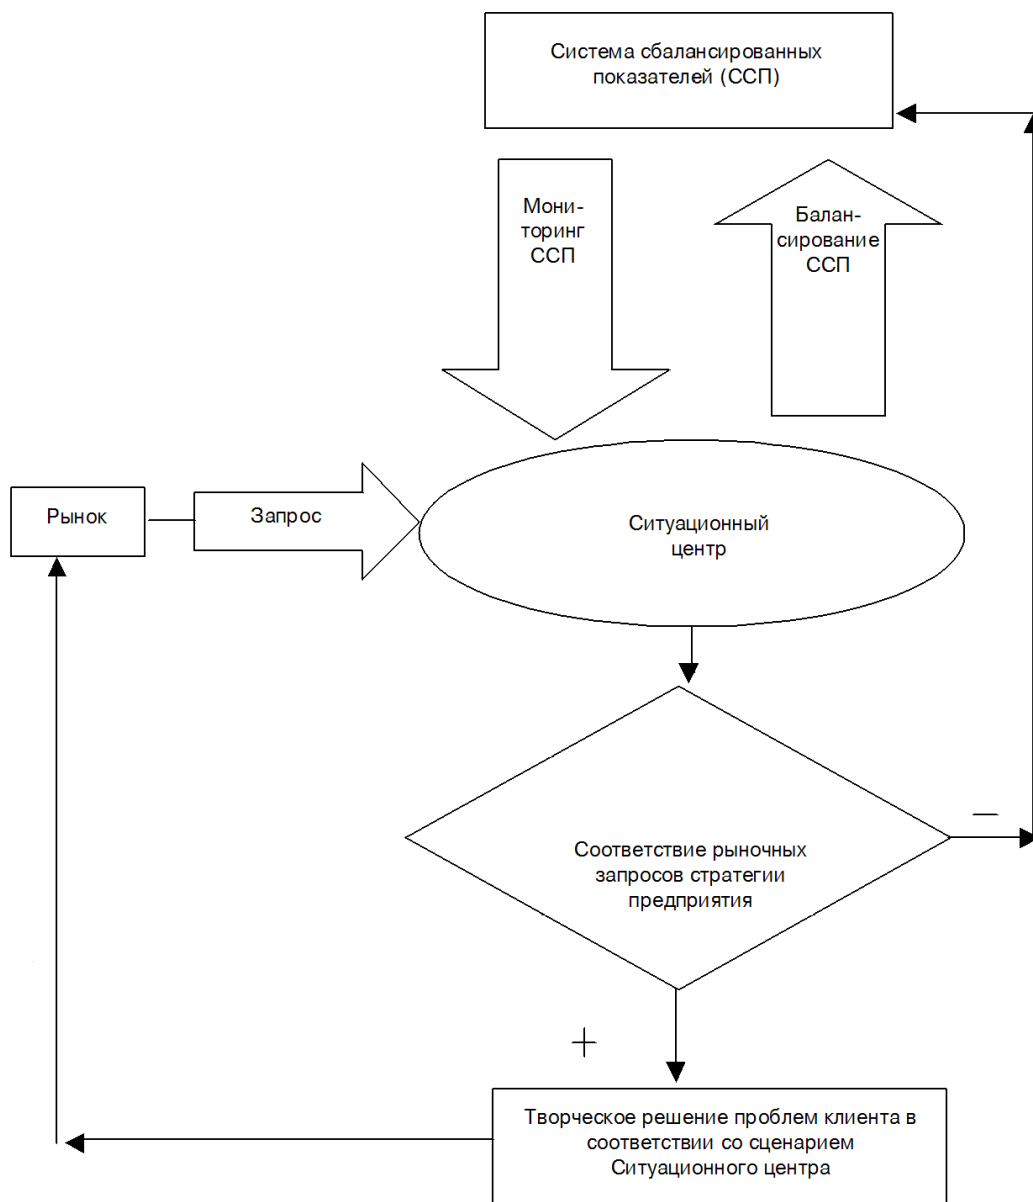 Система сбалансированных
показателей (ССП)
Мони-
торинг
ССП
Балан-
сирование
ССП
Рынок
Запрос
Ситуационный
центр
—
Соответствие рыночных
запросов стратегии
предприятия
+
Творческое решение проблем клиента в
соответствии со сценарием
Ситуационного центра